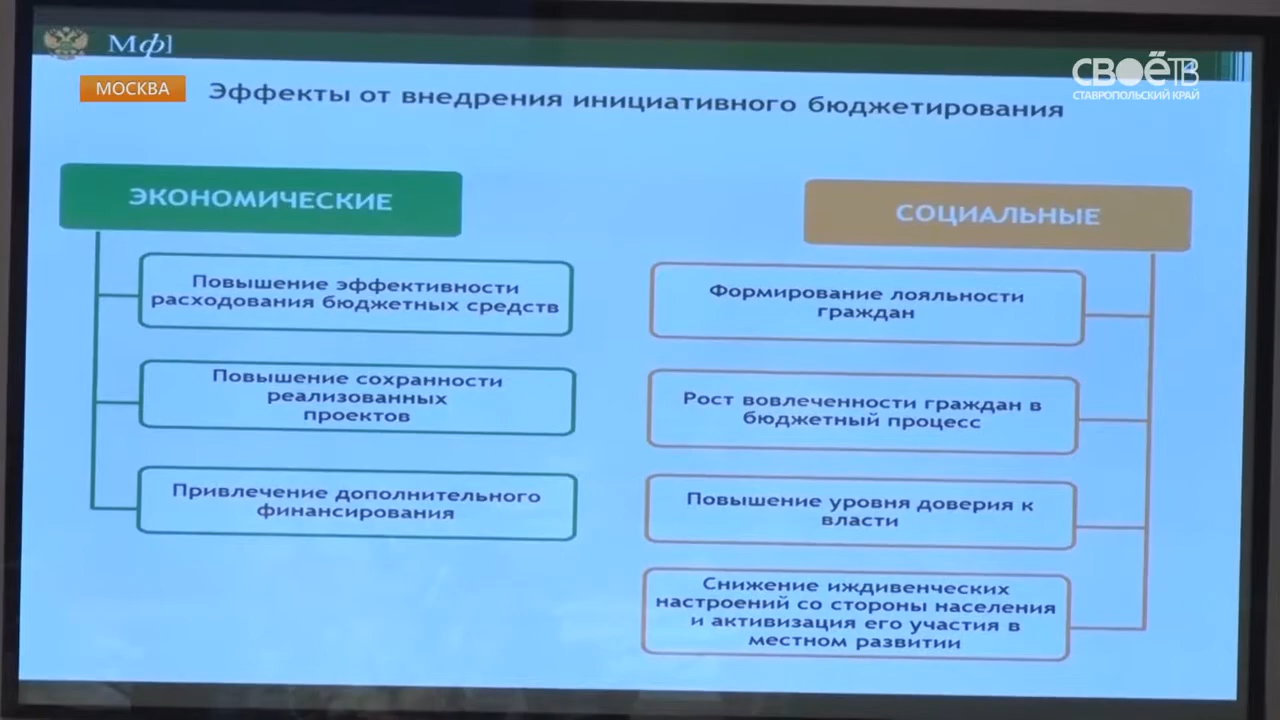 Мф]
МОСКВА
СВОЁТВ
СТАВРОПОЛЬСКИЙ КРАЙ
Эффекты от внедрения инициативного бюджетирования
ЭКОНОМИЧЕСКИЕ
Повышение эффективности
расходования бюджетных средств
Повышение сохранности
реализованных
проектов
Привлечение дополнительного
финансирования
СОЦИАЛЬНЫЕ
Формирование лояльности
граждан
Рост вовлеченности граждан в
бюджетный процесс
Повышение уровня доверия к
власти
Снижение иждивенческих
настроений со стороны населения
и активизация его участия в
местном развитии